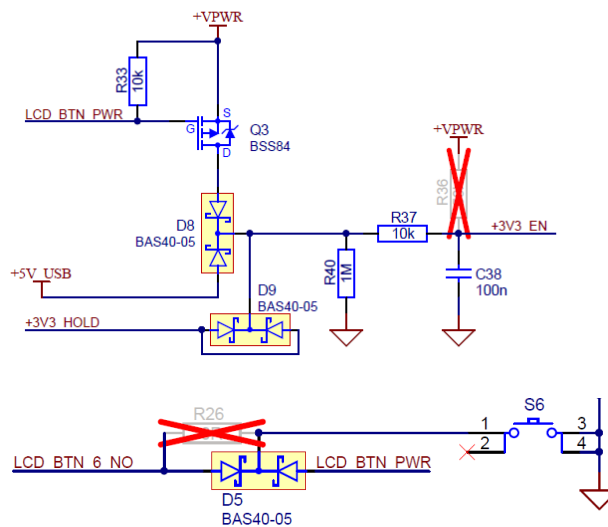 +VPWR
R33
10k
LCD_BTN_PWR
G
S
D
Q3
BSS84
+VPWR
R36
D8
BAS40-05
R37
10k
+3V3_EN
+5V_USB
D9
BAS40-05
R40
1M
C38
100n
+3V3_HOLD
R26
S6
1
2
3
4
LCD_BTN_6_NO
LCD_BTN_PWR
D5
BAS40-05